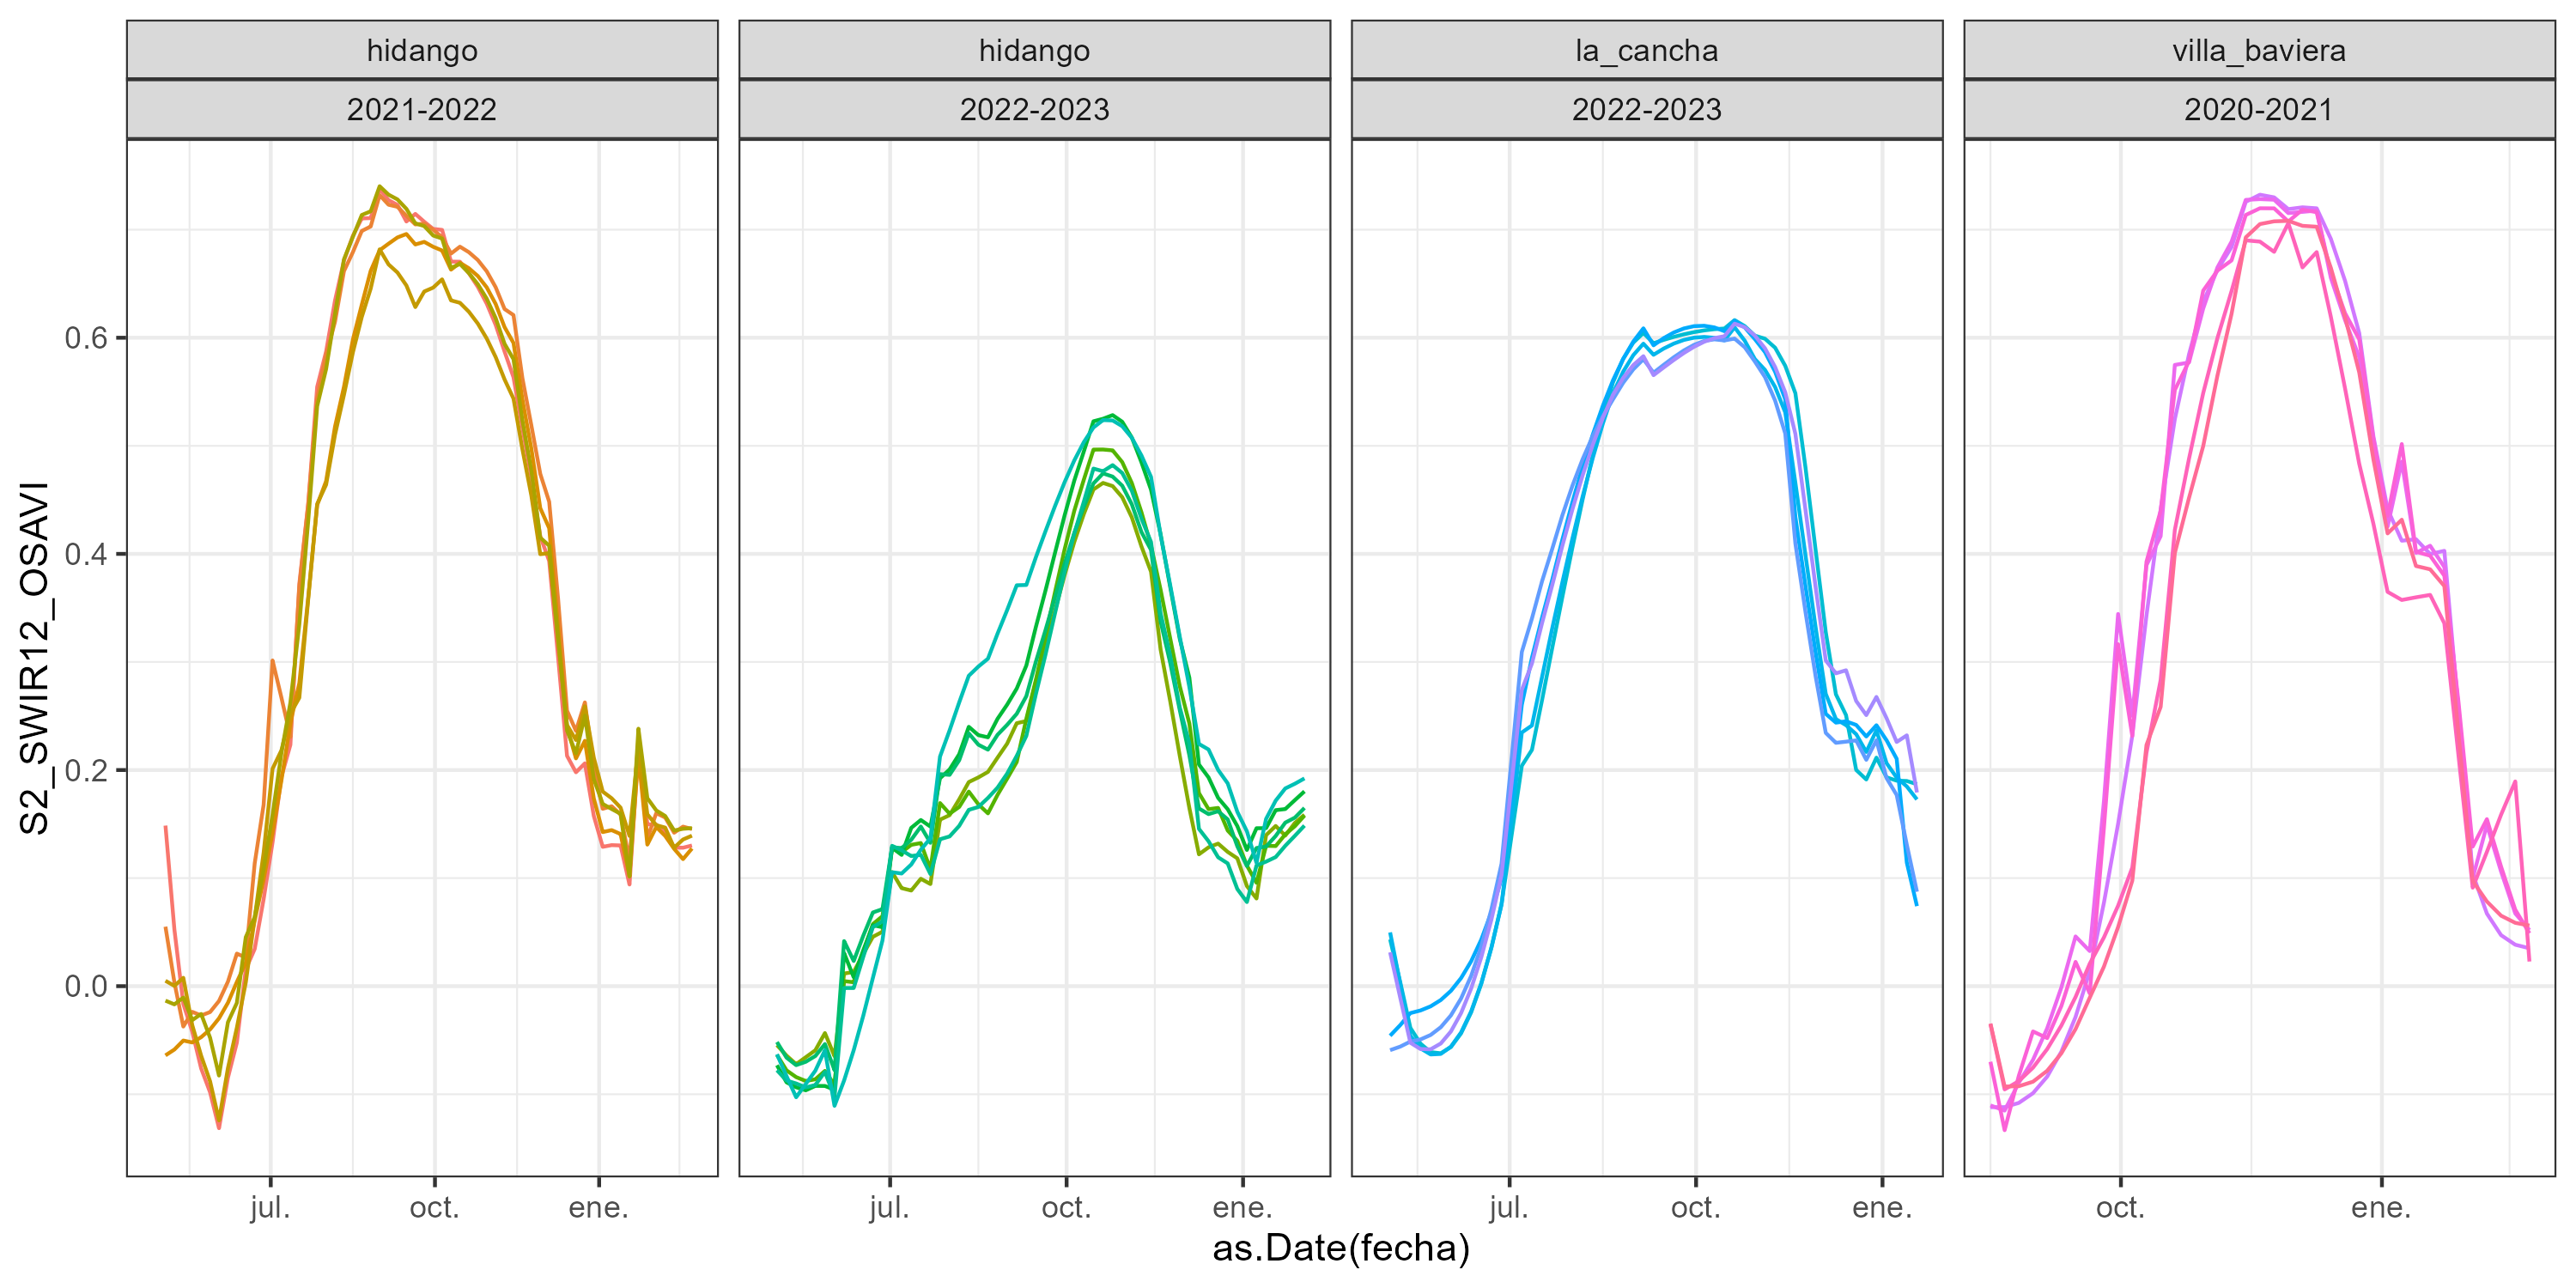 hidango
hidango
la_cancha
villa_baviera
2021-2022
2022-2023
2022-2023
2020-2021
S2_SWIR12_OSAVI
0.6
0.4
0.2
0.0
jul.
oct.
ene.
jul.
oct.
ene.
jul.
oct.
ene.
oct.
ene.
as.Date(fecha)